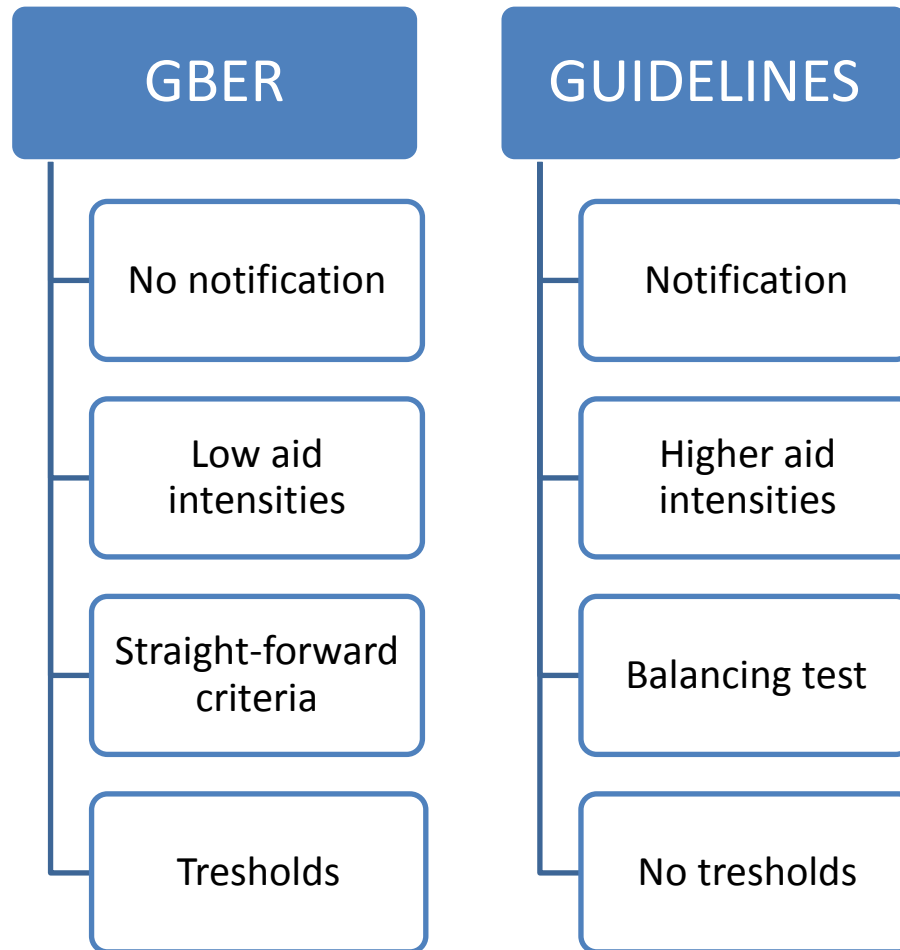 GBER
No notification
Low aid
intensities
Straight-forward
criteria
Tresholds
GUIDELINES
Notification
Higher aid
intensities
Balancing test
No tresholds